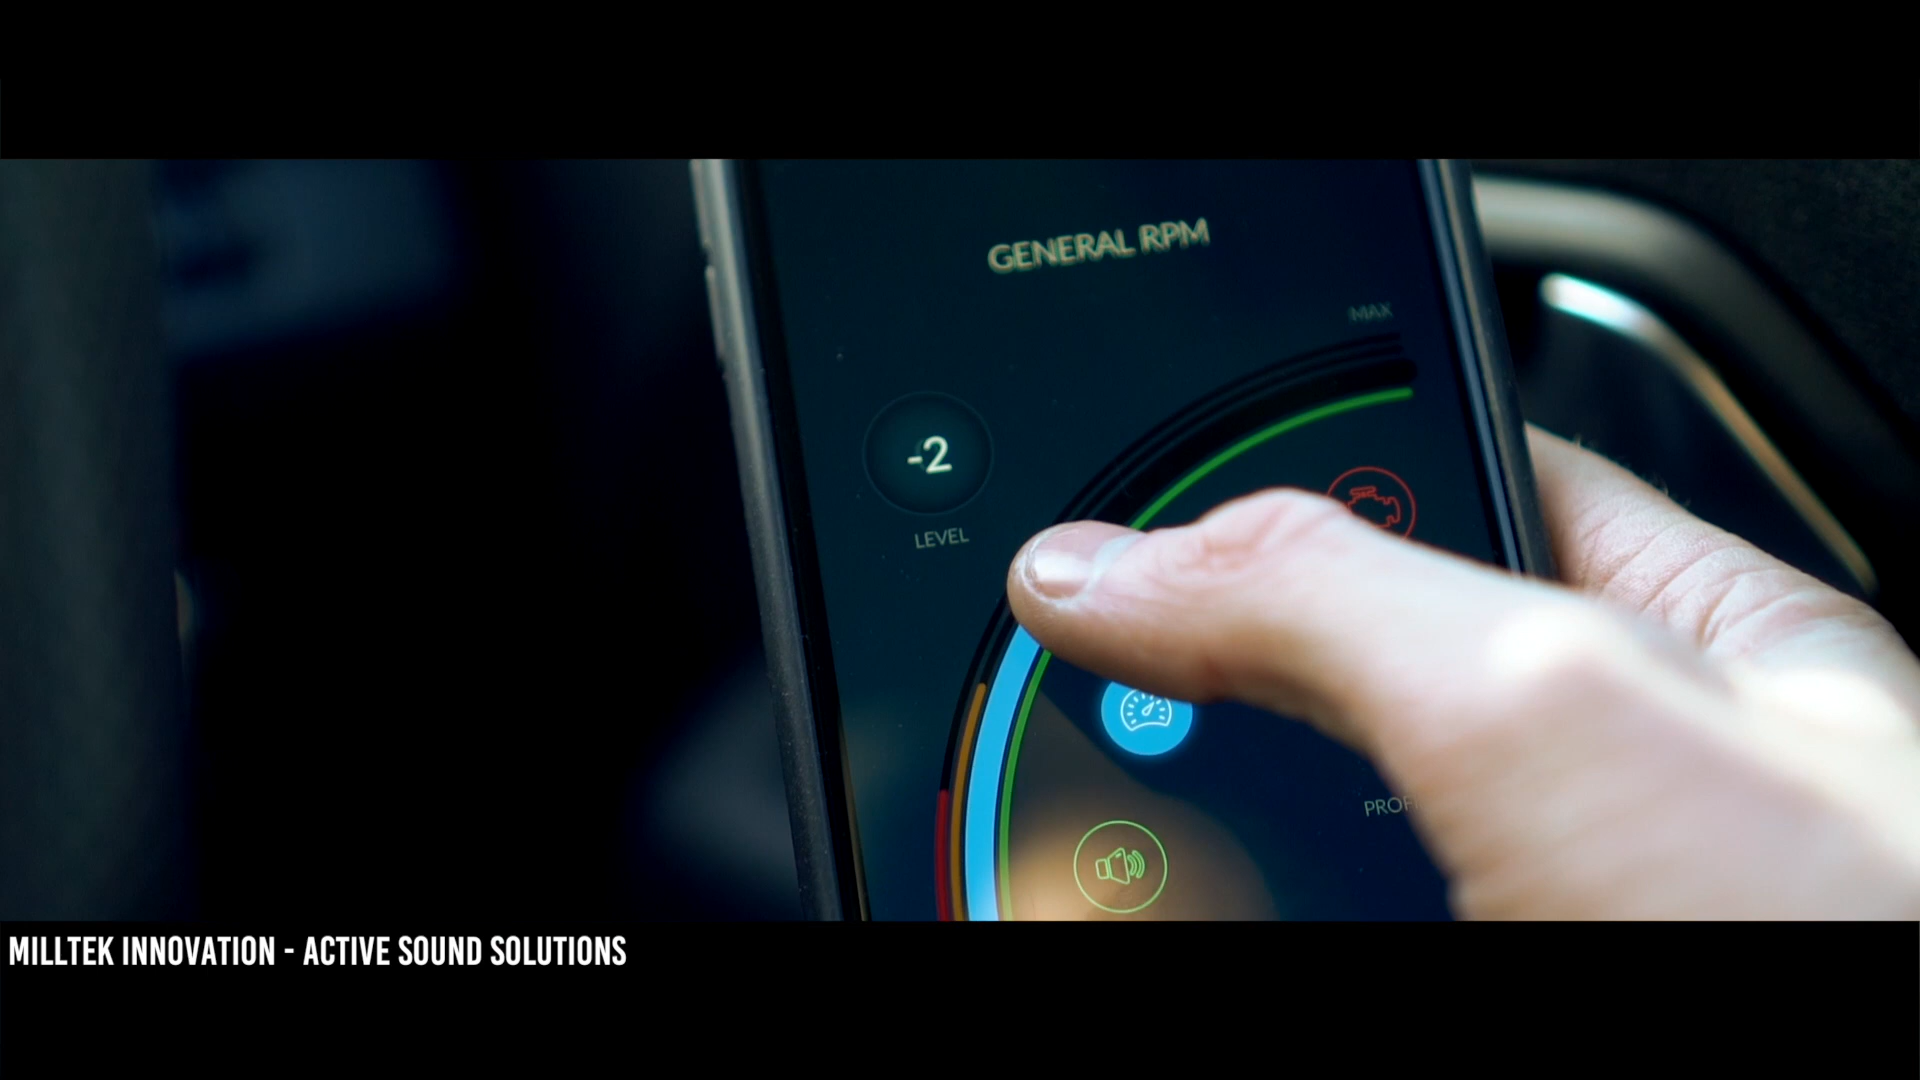 GENERAL RPM
MAX
-2
LEVEL
MILLTEK INNOVATION - ACTIVE SOUND SOLUTIONS